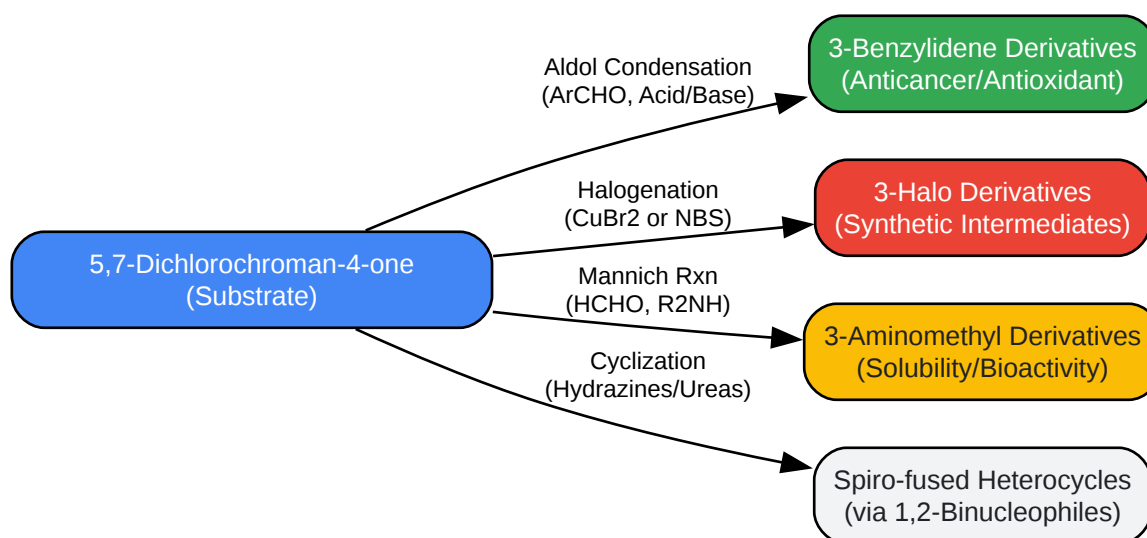 3-Benzylidene Derivatives
(Anticancer/Antioxidant)
Aldol Condensation
(ArCHO, Acid/Base)
3-Halo Derivatives
(Synthetic Intermediates)
Halogenation
(CuBr2 or NBS)
5,7-Dichlorochroman-4-one
(Substrate)
Mannich Rxn
(HCHO, R2NH)
3-Aminomethyl Derivatives
(Solubility/Bioactivity)
Cyclization
(Hydrazines/Ureas)
Spiro-fused Heterocycles
(via 1,2-Binucleophiles)